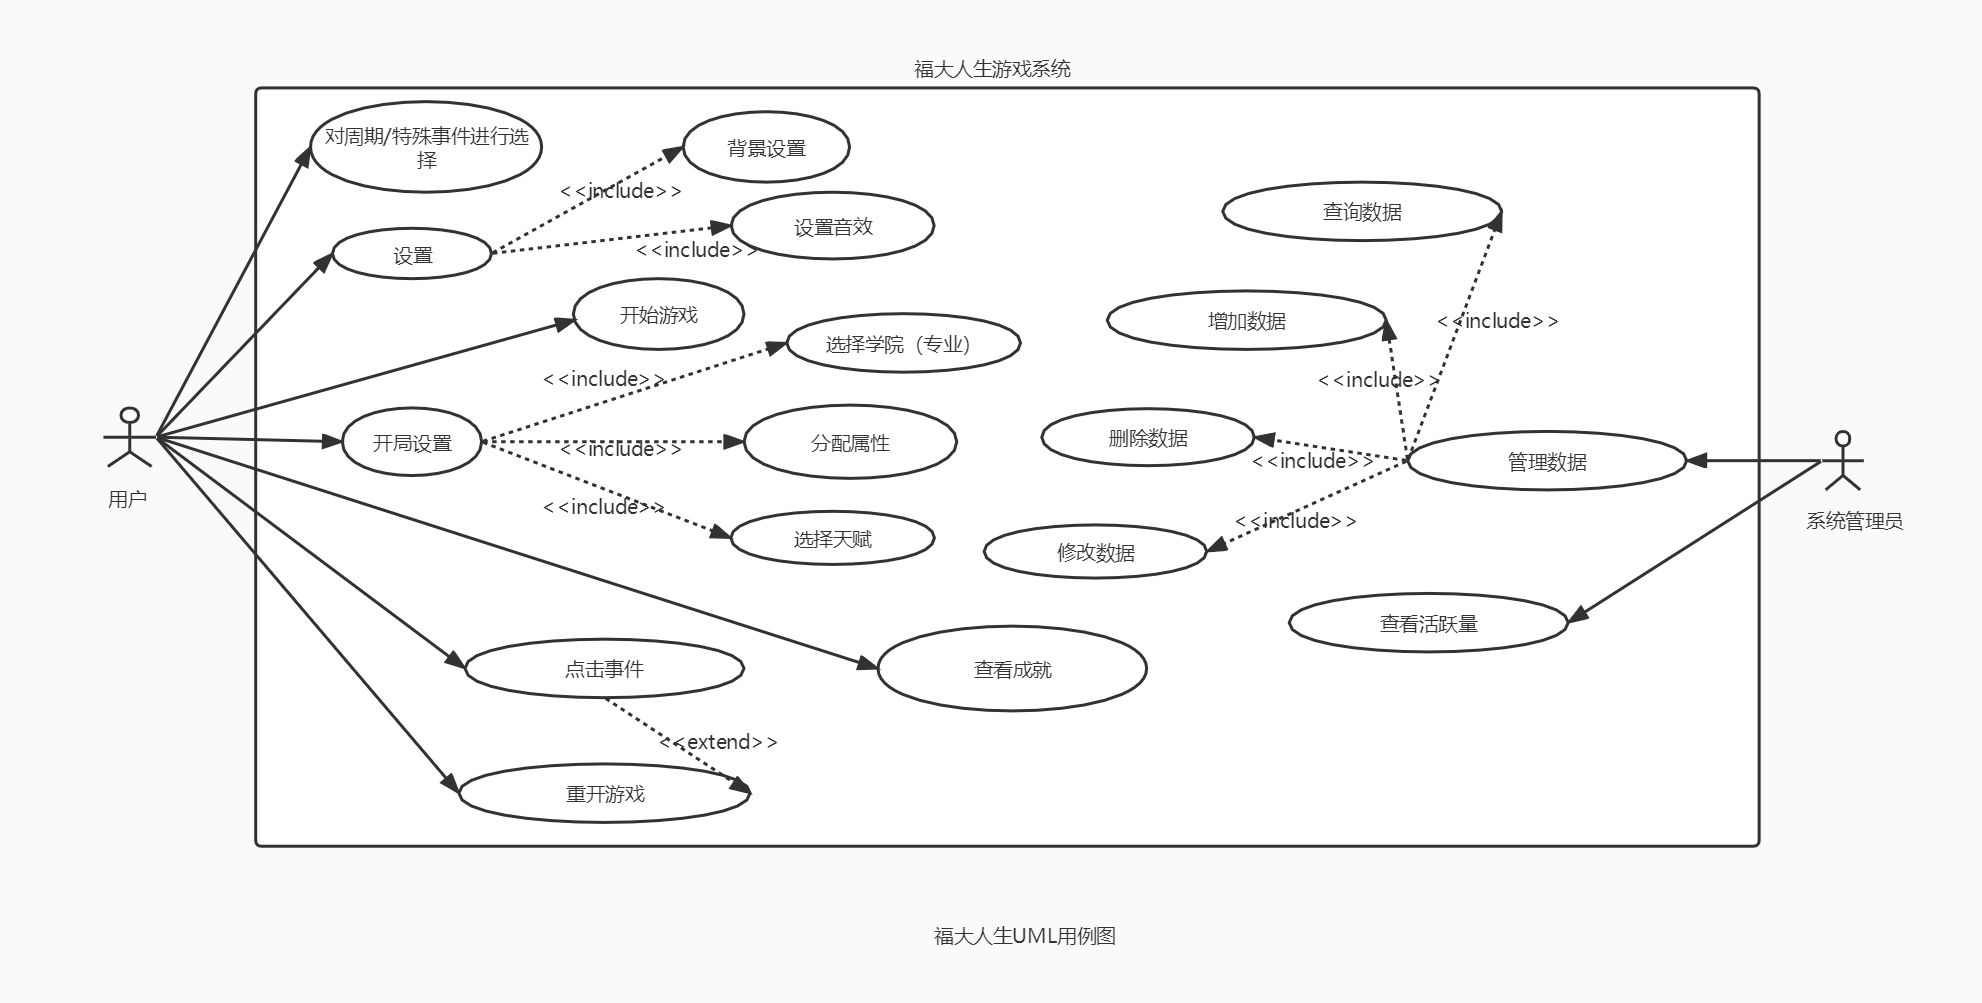 福大人生游戏系统
对周期/特殊事件进行选
择
背景设置
<<include>>
设置音效
<<include>>
设置
开始游戏
选择学院（专业）
<<include>>
开局设置
分配属性
<<include>>
<<include>>
选择天赋
用户
查询数据
<<include>>
增加数据
<<include>>
删除数据
<<include>>
管理数据
<<include>>
修改数据
系统管理员
查看活跃量
点击事件
查看成就
<<extend>>
重开游戏
福大人生UML用例图